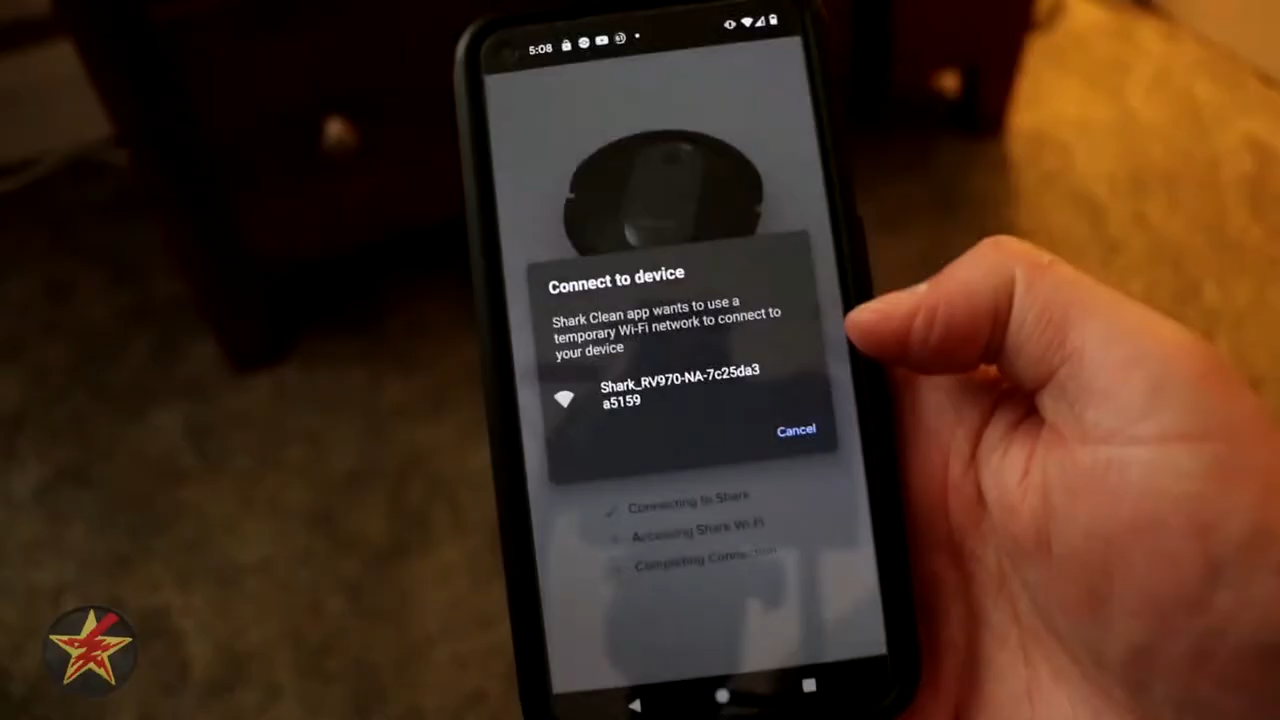 5:08
Connect to device
Shark Clean app wants to use a
temporary Wi-Fi network to connect to
your device
Shark_RV970-NA-7c25da3
a5159
Cancel
Connecting to Shark
Accessing Shark Wi-Fi
Completing Connection